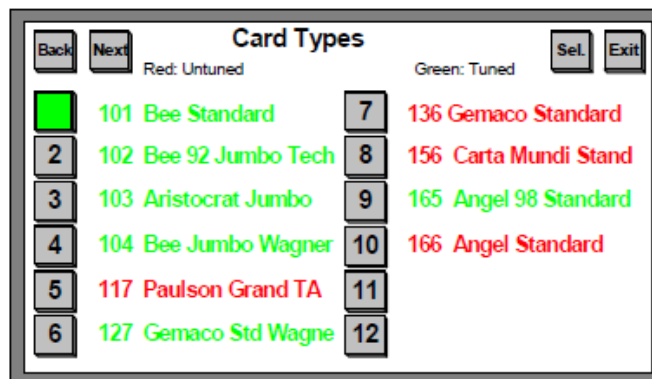 Back Next Card Types Sel. Exit
Red: Untuned Green: Tuned
101 Bee Standard 7 136 Gemaco Standard
2 102 Bee 92 Jumbo Tech 8 156 Carta Mundi Stand
3 103 Aristocrat Jumbo 9 165 Angel 98 Standard
4 104 Bee Jumbo Wagner 10 166 Angel Standard
5 117 Paulson Grand TA 11
6 127 Gemaco Std Wagne 12